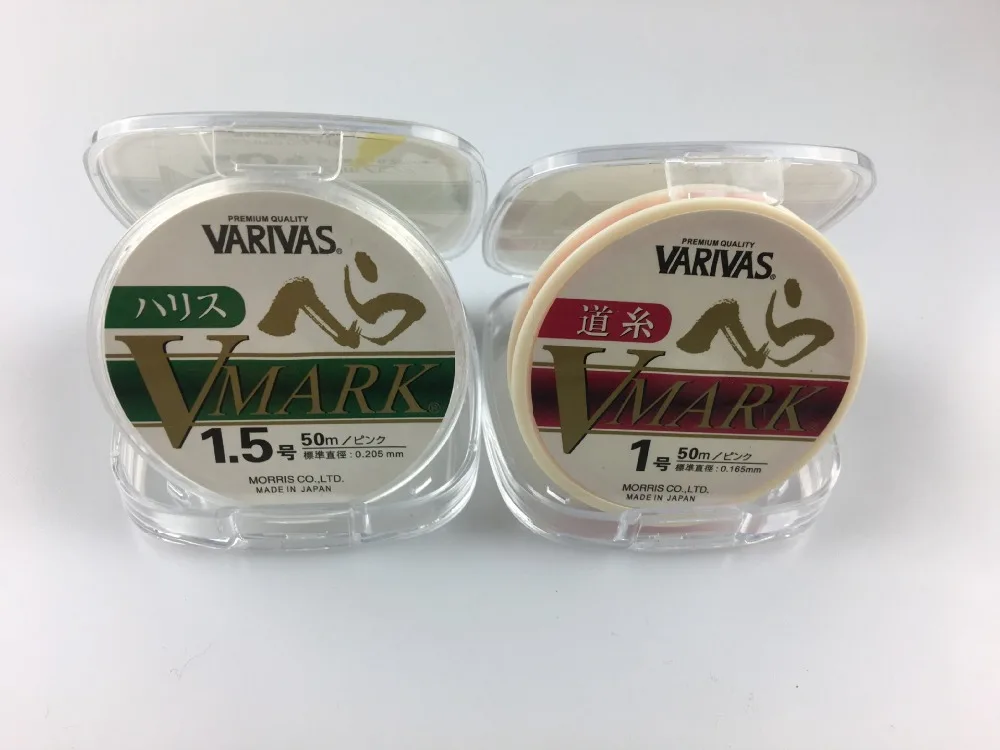 PREMIUM QUALITY
VARIVAS®
へら
ハリス
VMARK®
1.5号 50m/ピンク
標準直径:0.205mm
MORRIS CO.,LTD.
MADE IN JAPAN
PREMIUM QUALITY
VARIVAS®
へら
道糸
VMARK
1号 50m/ピンク
標準直径:0.165mm
MORRIS CO.,LTD.
MADE IN JAPAN